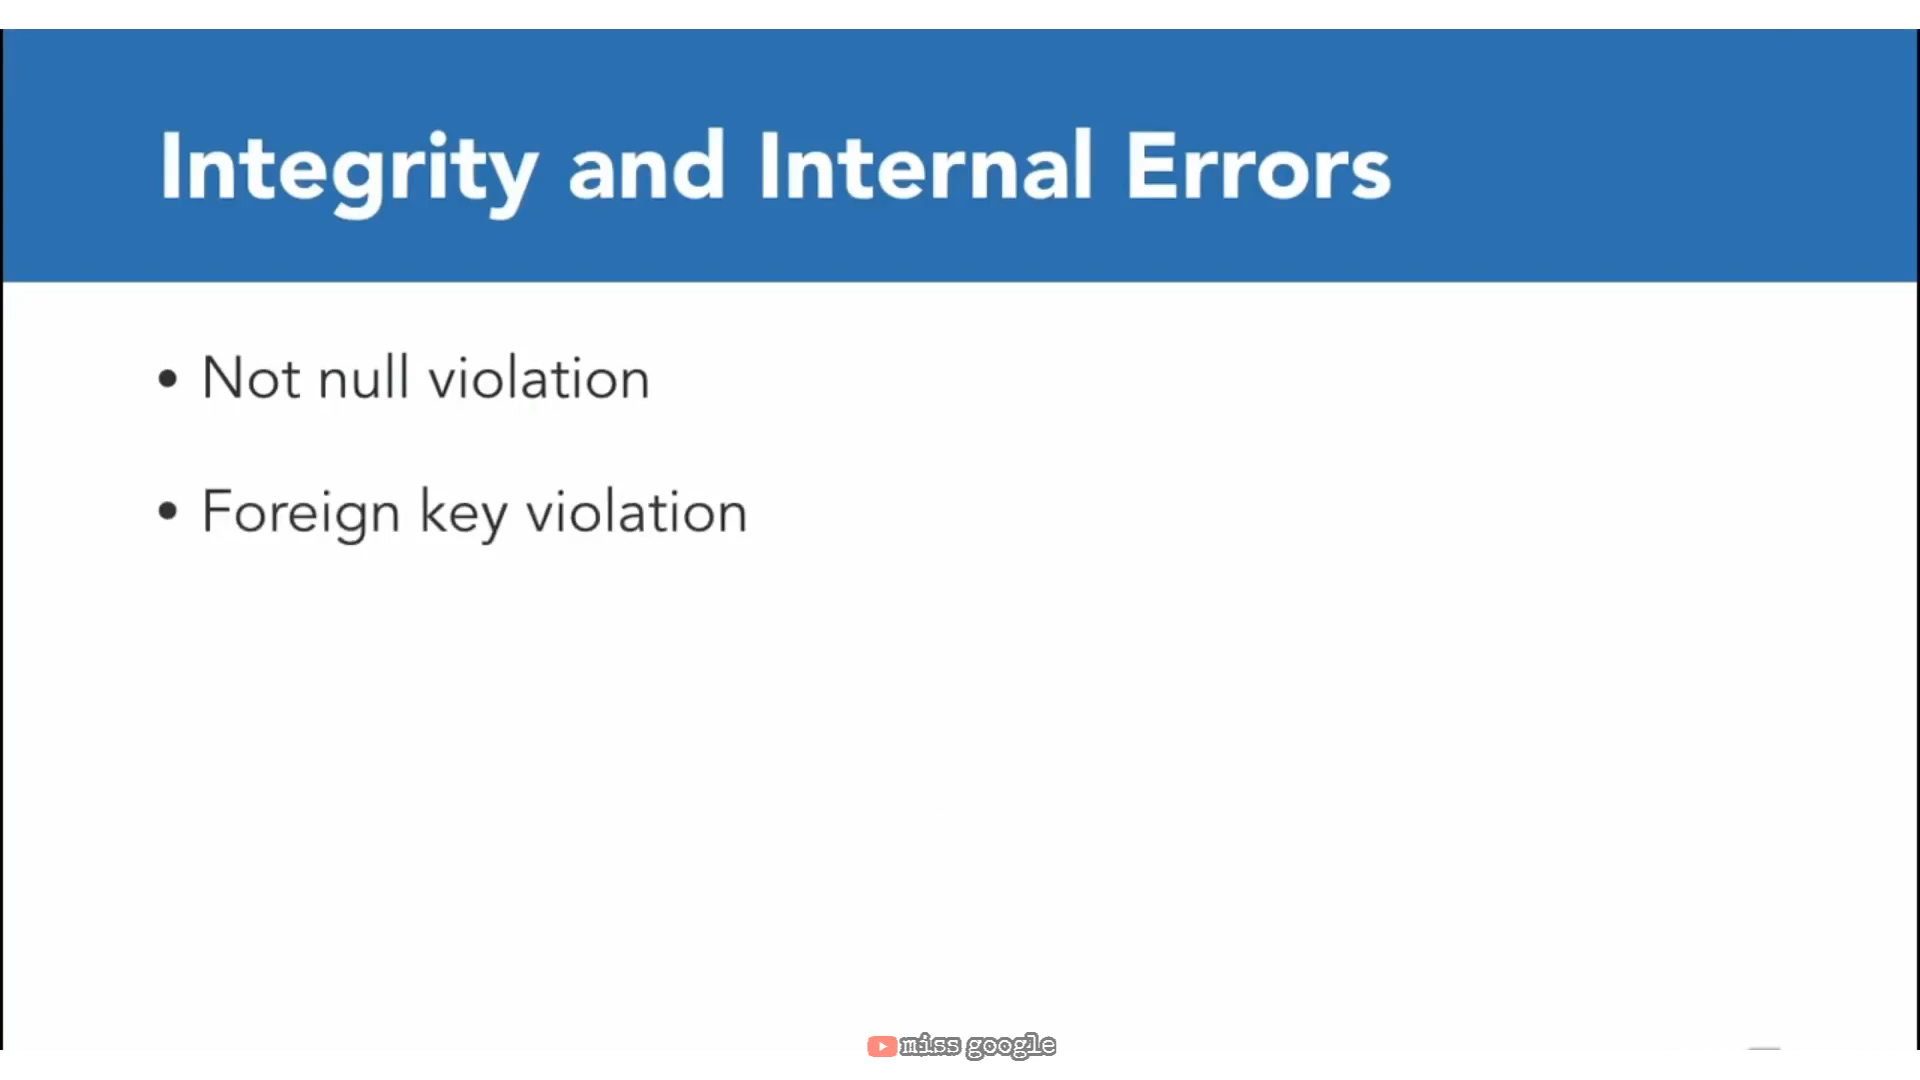 Integrity and Internal Errors
• Not null violation
• Foreign key violation
miss google